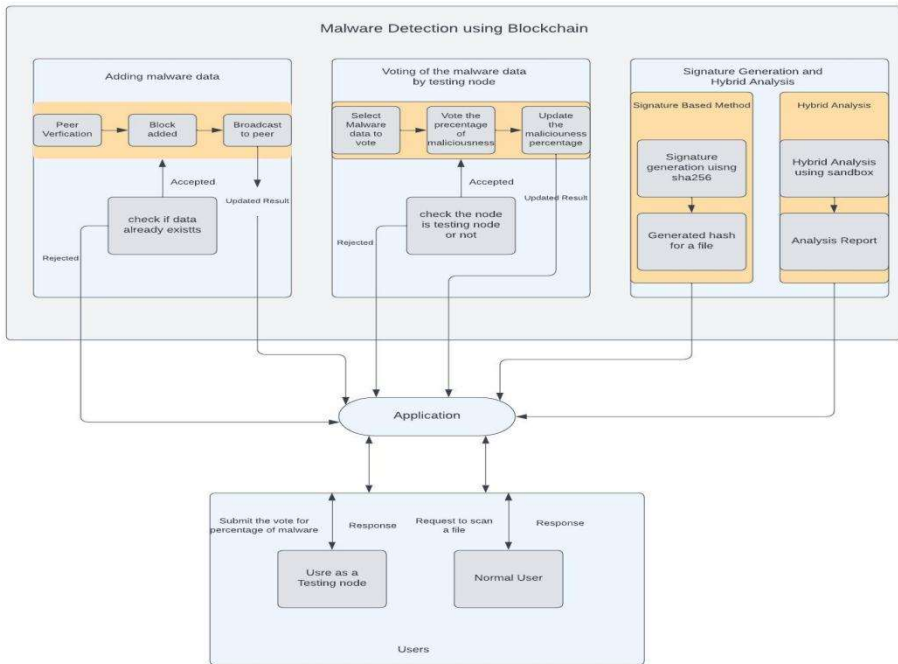 Malware Detection using Blockchain
Adding malware data
Peer
Verfication
Block
added
Broadcast
to peer
Accepted
Updated Result
check if data
already existts
Rejected
Voting of the malware data
by testing node
Select
Malware
data to
vote
Vote the
precentage
of
maliciousness
Update
the
maliciouness
percentage
Accepted
Updated Result
check the node
is testing node
or not
Rejected
Signature Generation and
Hybrid Analysis
Signature Based Method
Signature
generation uisng
sha256
Generated hash
for a file
Hybrid Analysis
Hybrid Analysis
using sandbox
Analysis Report
Application
Submit the vote for
percentage of malware
Response
Request to scan
a file
Response
Usre as a
Testing node
Normal User
Users